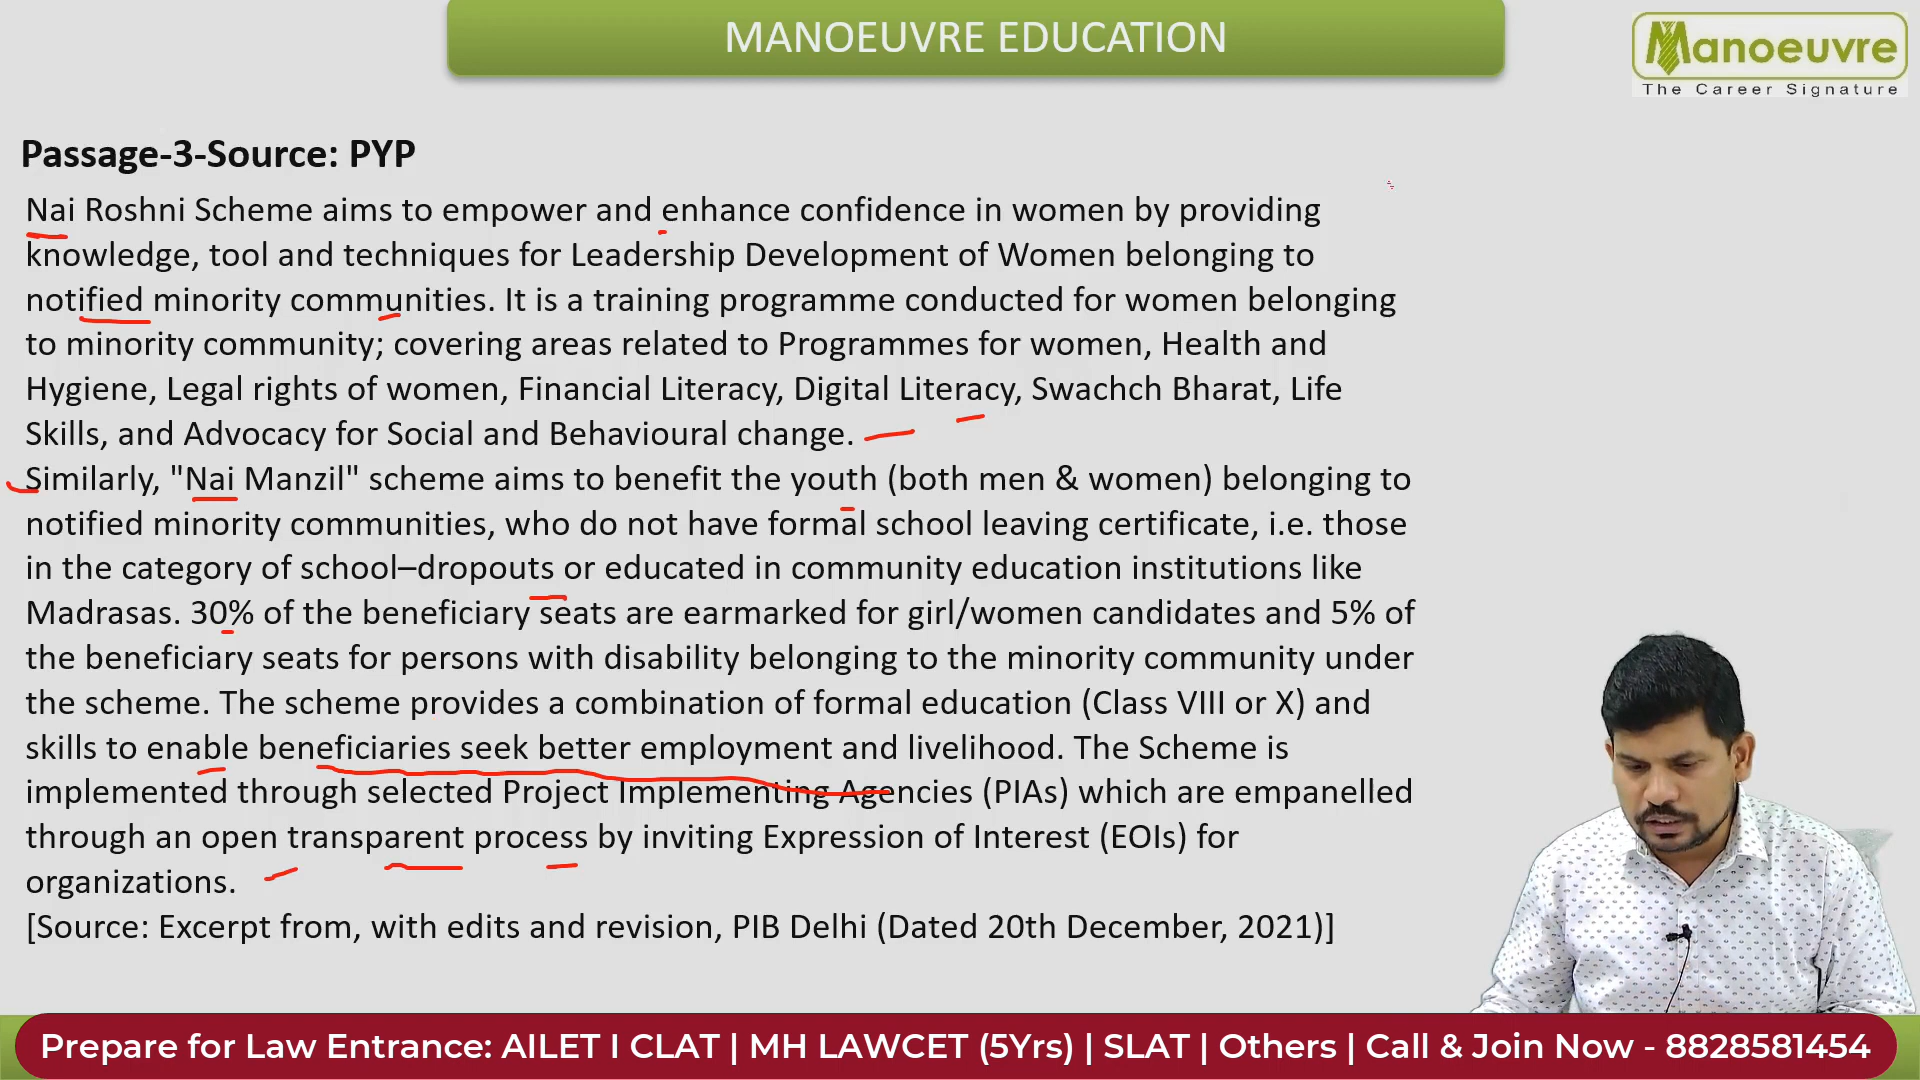 MANOEUVRE EDUCATION
Manoeuvre
The Career Signature
Passage-3-Source: PYP
Nai Roshni Scheme aims to empower and enhance confidence in women by providing
knowledge, tool and techniques for Leadership Development of Women belonging to
notified minority communities. It is a training programme conducted for women belonging
to minority community; covering areas related to Programmes for women, Health and
Hygiene, Legal rights of women, Financial Literacy, Digital Literacy, Swachch Bharat, Life
Skills, and Advocacy for Social and Behavioural change.
Similarly, "Nai Manzil" scheme aims to benefit the youth (both men & women) belonging to
notified minority communities, who do not have formal school leaving certificate, i.e. those
in the category of school–dropouts or educated in community education institutions like
Madrasas. 30% of the beneficiary seats are earmarked for girl/women candidates and 5% of
the beneficiary seats for persons with disability belonging to the minority community under
the scheme. The scheme provides a combination of formal education (Class VIII or X) and
skills to enable beneficiaries seek better employment and livelihood. The Scheme is
implemented through selected Project Implementing Agencies (PIAs) which are empanelled
through an open transparent process by inviting Expression of Interest (EOIs) for
organizations.
[Source: Excerpt from, with edits and revision, PIB Delhi (Dated 20th December, 2021)]
Prepare for Law Entrance: AILET I CLAT | MH LAWCET (5Yrs) | SLAT | Others | Call & Join Now - 8828581454